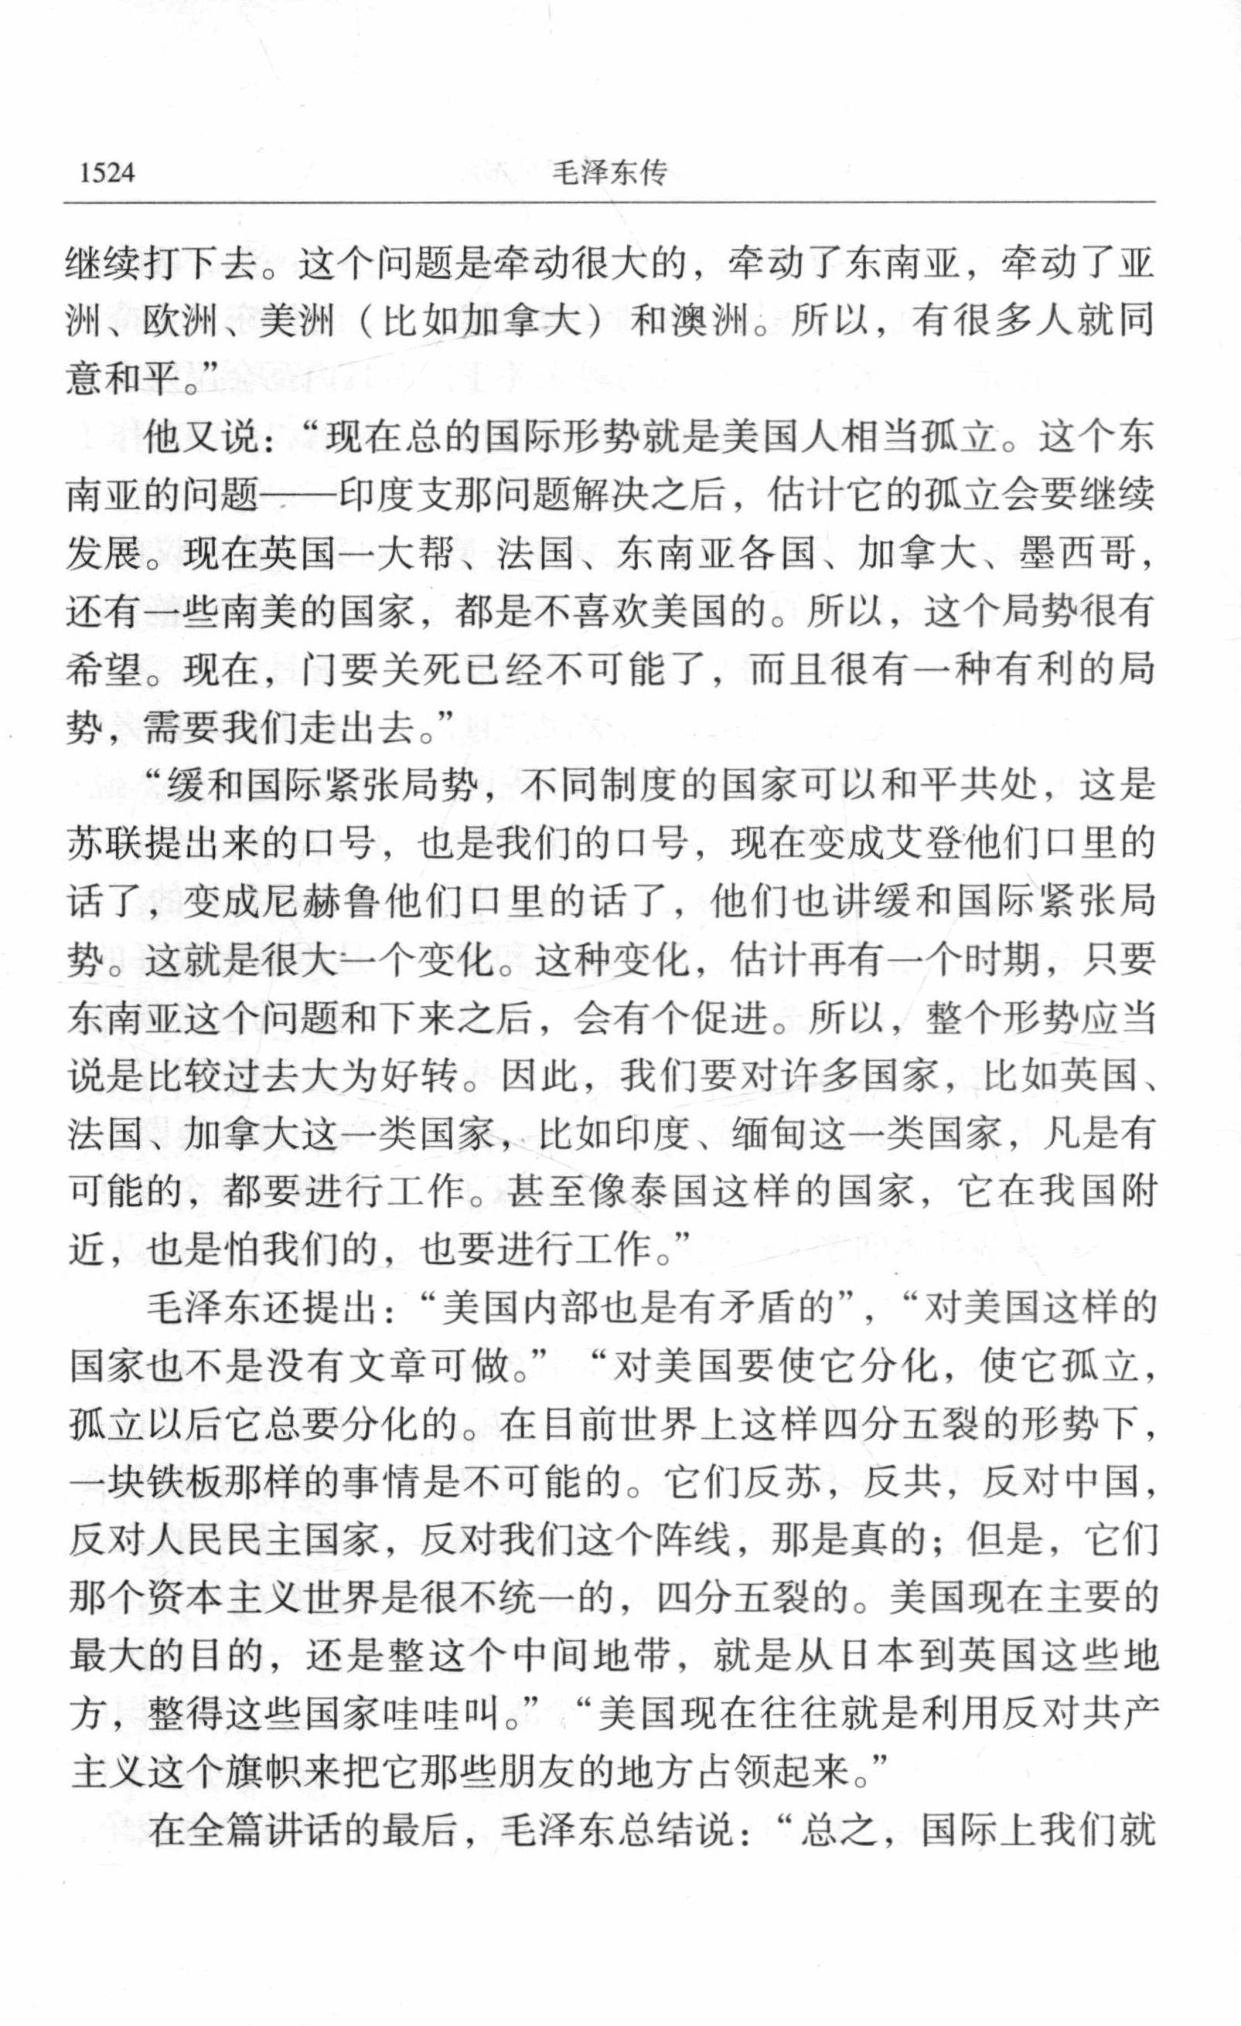 1524
毛泽东传
继续打下去。这个问题是牵动很大的，牵动了东南亚，牵动了亚
洲、欧洲、美洲（比如加拿大）和澳洲。所以，有很多人就同
意和平。”
他又说：“现在总的国际形势就是美国人相当孤立。这个东
南亚的问题——印度支那问题解决之后，估计它的孤立会要继续
发展。现在英国一大帮、法国、东南亚各国、加拿大、墨西哥，
还有一些南美的国家，都是不喜欢美国的。所以，这个局势很有
希望。现在，门要关死已经不可能了，而且很有一种有利的局
势，需要我们走出去。”
“缓和国际紧张局势，不同制度的国家可以和平共处，这是
苏联提出来的口号，也是我们的口号，现在变成艾登他们口里的
话了，变成尼赫鲁他们口里的话了，他们也讲缓和国际紧张局
势。这就是很大一个变化。这种变化，估计再有一个时期，只要
东南亚这个问题和下来之后，会有个促进。所以，整个形势应当
说是比较过去大为好转。因此，我们要对许多国家，比如英国、
法国、加拿大这一类国家，比如印度、缅甸这一类国家，凡是有
可能的，都要进行工作。甚至像泰国这样的国家，它在我国附
近，也是怕我们的，也要进行工作。”
毛泽东还提出：“美国内部也是有矛盾的”，“对美国这样的
国家也不是没有文章可做。”“对美国要使它分化，使它孤立，
孤立以后它总要分化的。在目前世界上这样四分五裂的形势下，
一块铁板那样的事情是不可能的。它们反苏，反共，反对中国，
反对人民民主国家，反对我们这个阵线，那是真的；但是，它们
那个资本主义世界是很不统一的，四分五裂的。美国现在主要的
最大的目的，还是整这个中间地带，就是从日本到英国这些地
方，整得这些国家哇哇叫。”“美国现在往往就是利用反对共产
主义这个旗帜来把它那些朋友的地方占领起来。”
在全篇讲话的最后，毛泽东总结说：“总之，国际上我们就